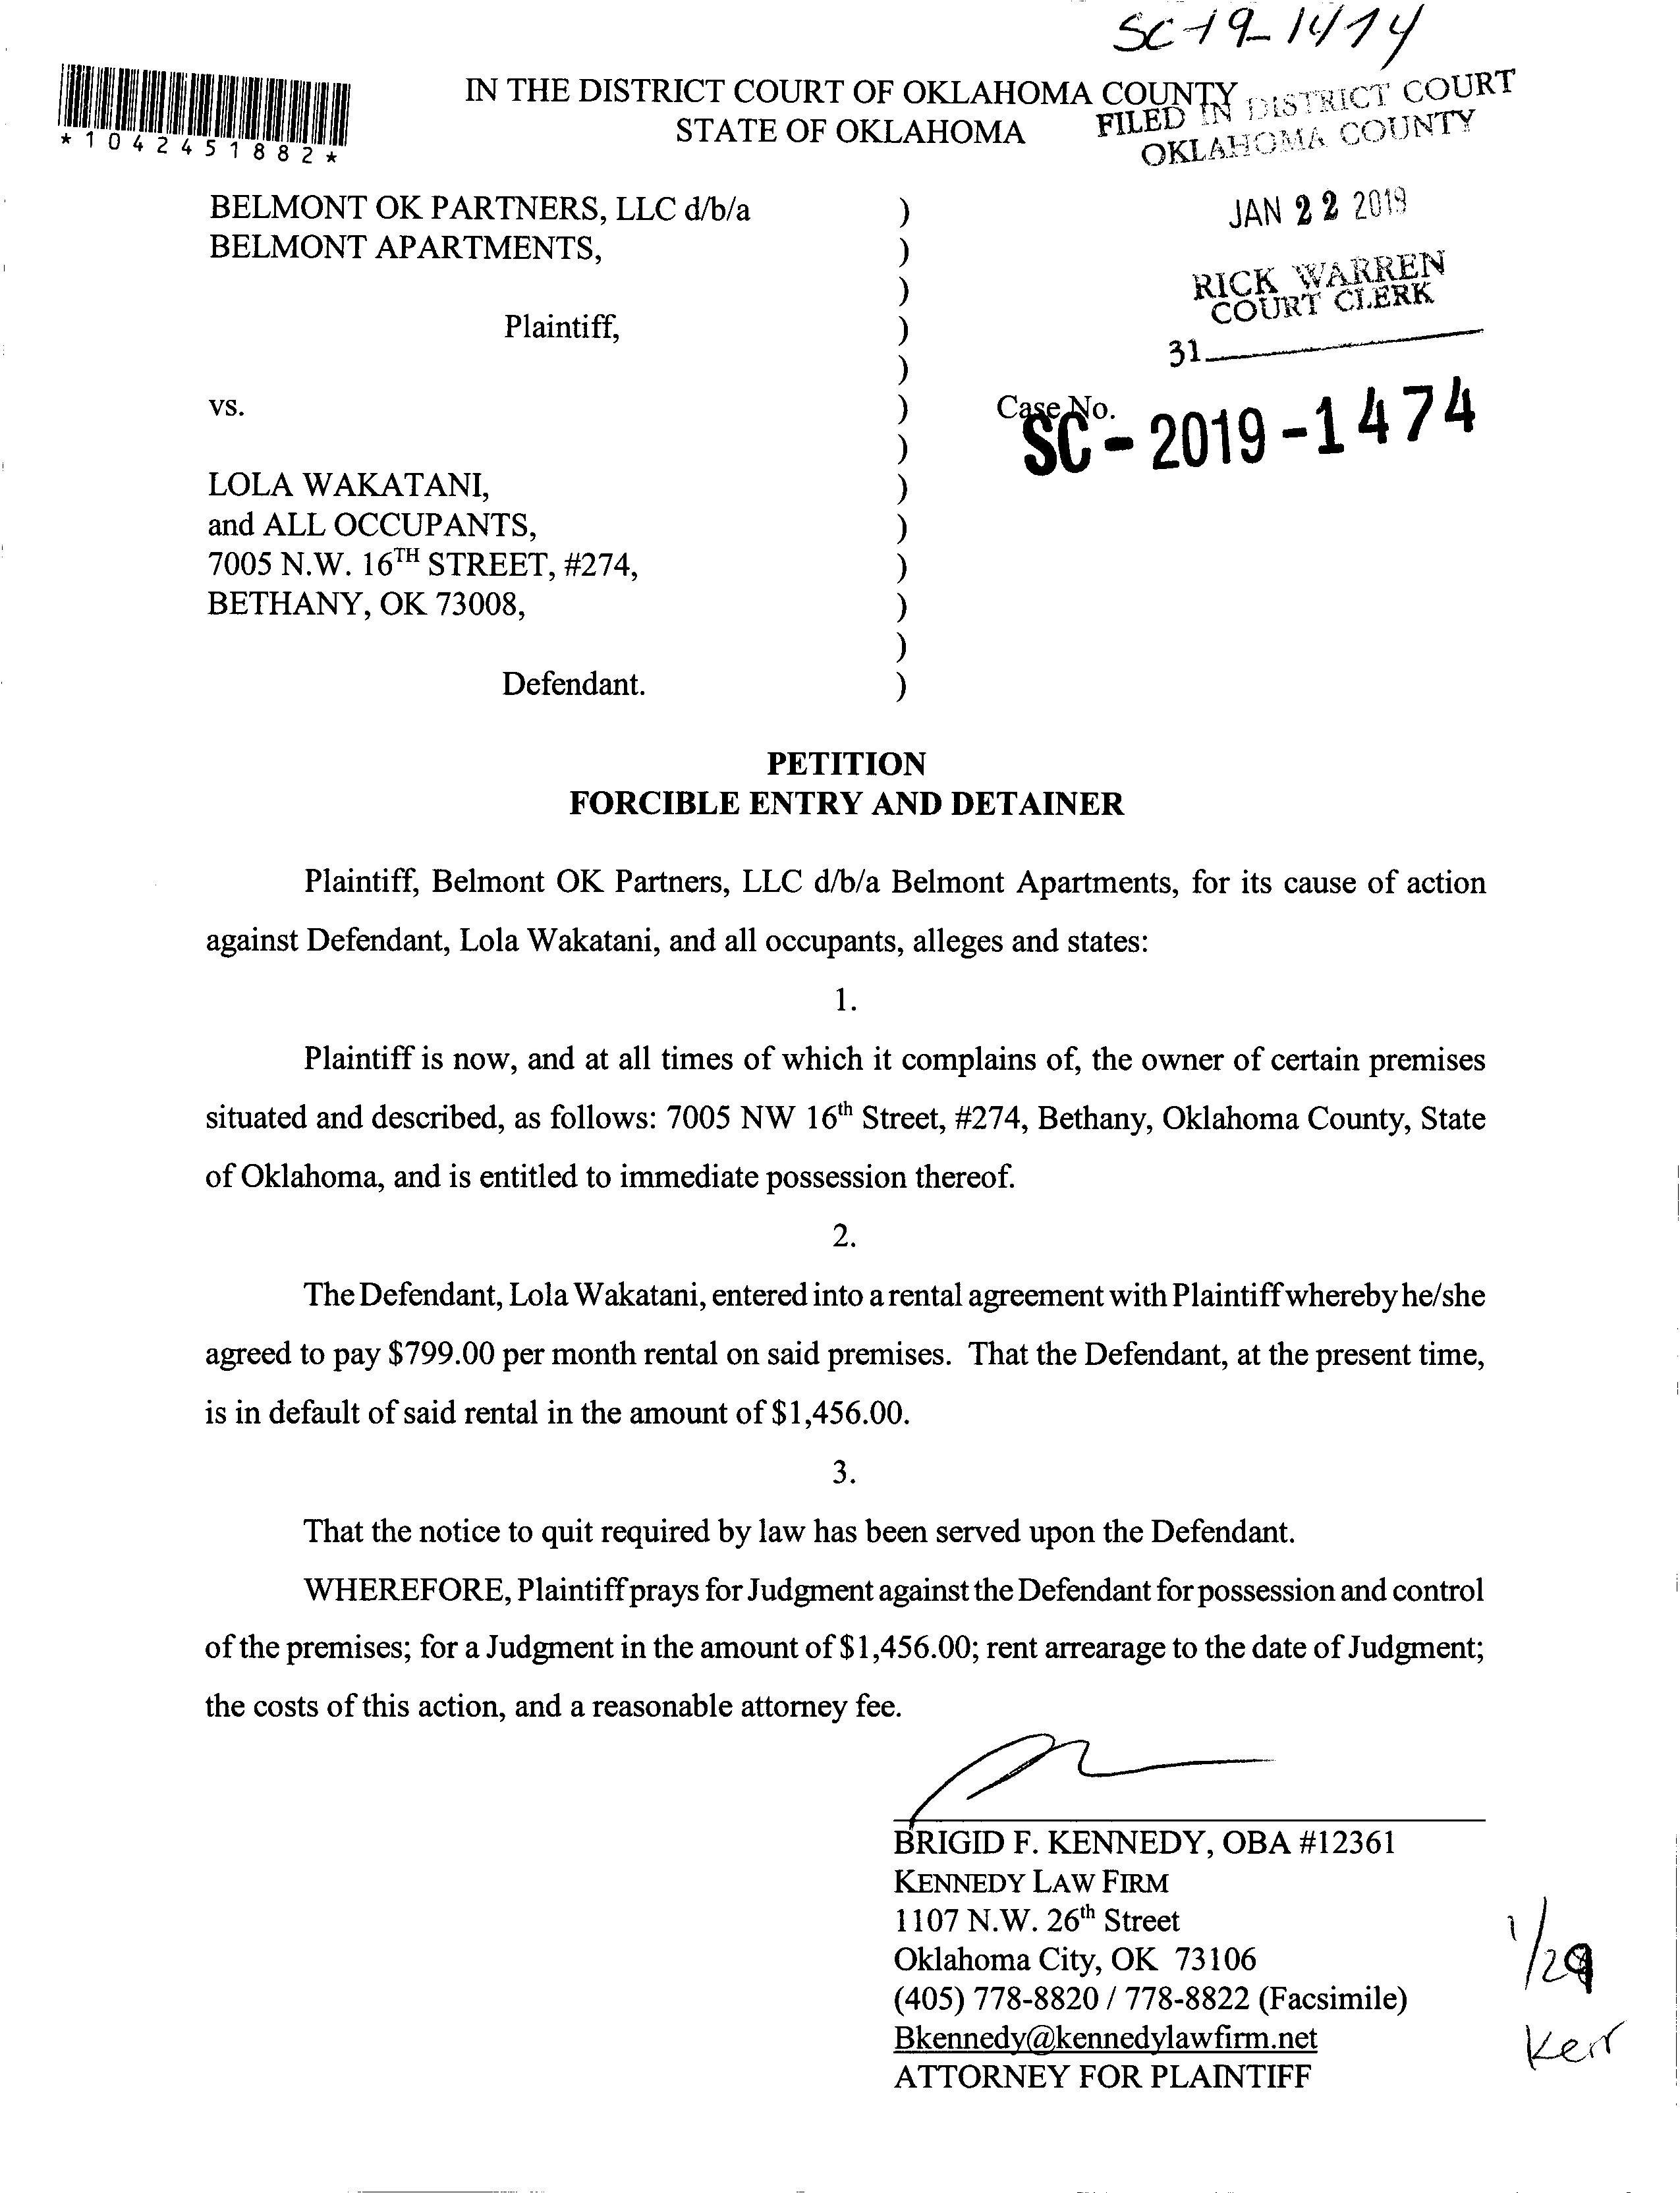 SC-19-1474
*1042451882*
IN THE DISTRICT COURT OF OKLAHOMA COUNTY
STATE OF OKLAHOMA
FILED IN DISTRICT COURT
OKLAHOMA COUNTY
JAN 22 2019
RICK WARREN
COURT CLERK
31
BELMONT OK PARTNERS, LLC d/b/a )
BELMONT APARTMENTS, )
)
Plaintiff, )
)
vs. ) Case No.
SC-2019-1474
)
LOLA WAKATANI, )
and ALL OCCUPANTS, )
7005 N.W. 16TH STREET, #274, )
BETHANY, OK 73008, )
)
Defendant. )
PETITION
FORCIBLE ENTRY AND DETAINER
Plaintiff, Belmont OK Partners, LLC d/b/a Belmont Apartments, for its cause of action
against Defendant, Lola Wakatani, and all occupants, alleges and states:
1.
Plaintiff is now, and at all times of which it complains of, the owner of certain premises
situated and described, as follows: 7005 NW 16th Street, #274, Bethany, Oklahoma County, State
of Oklahoma, and is entitled to immediate possession thereof.
2.
The Defendant, Lola Wakatani, entered into a rental agreement with Plaintiff whereby he/she
agreed to pay $799.00 per month rental on said premises. That the Defendant, at the present time,
is in default of said rental in the amount of $1,456.00.
3.
That the notice to quit required by law has been served upon the Defendant.
WHEREFORE, Plaintiff prays for Judgment against the Defendant for possession and control
of the premises; for a Judgment in the amount of $1,456.00; rent arrearage to the date of Judgment;
the costs of this action, and a reasonable attorney fee.
BRIGID F. KENNEDY, OBA #12361
KENNEDY LAW FIRM
1107 N.W. 26th Street
Oklahoma City, OK 73106
(405) 778-8820 / 778-8822 (Facsimile)
Bkennedy@kennedylawfirm.net
ATTORNEY FOR PLAINTIFF
1/29
Kerr